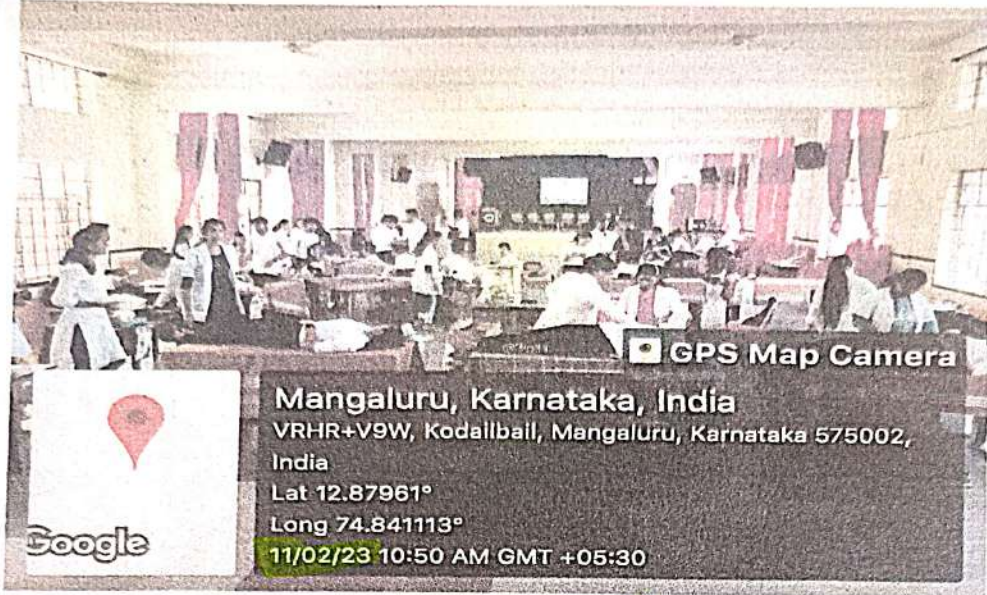 GPS Map Camera
Mangaluru, Karnataka, India
VRHR+V9W, Kodailbail, Mangaluru, Karnataka 575002,
India
Lat 12.87961°
Long 74.841113°
11/02/23 10:50 AM GMT +05:30
Google